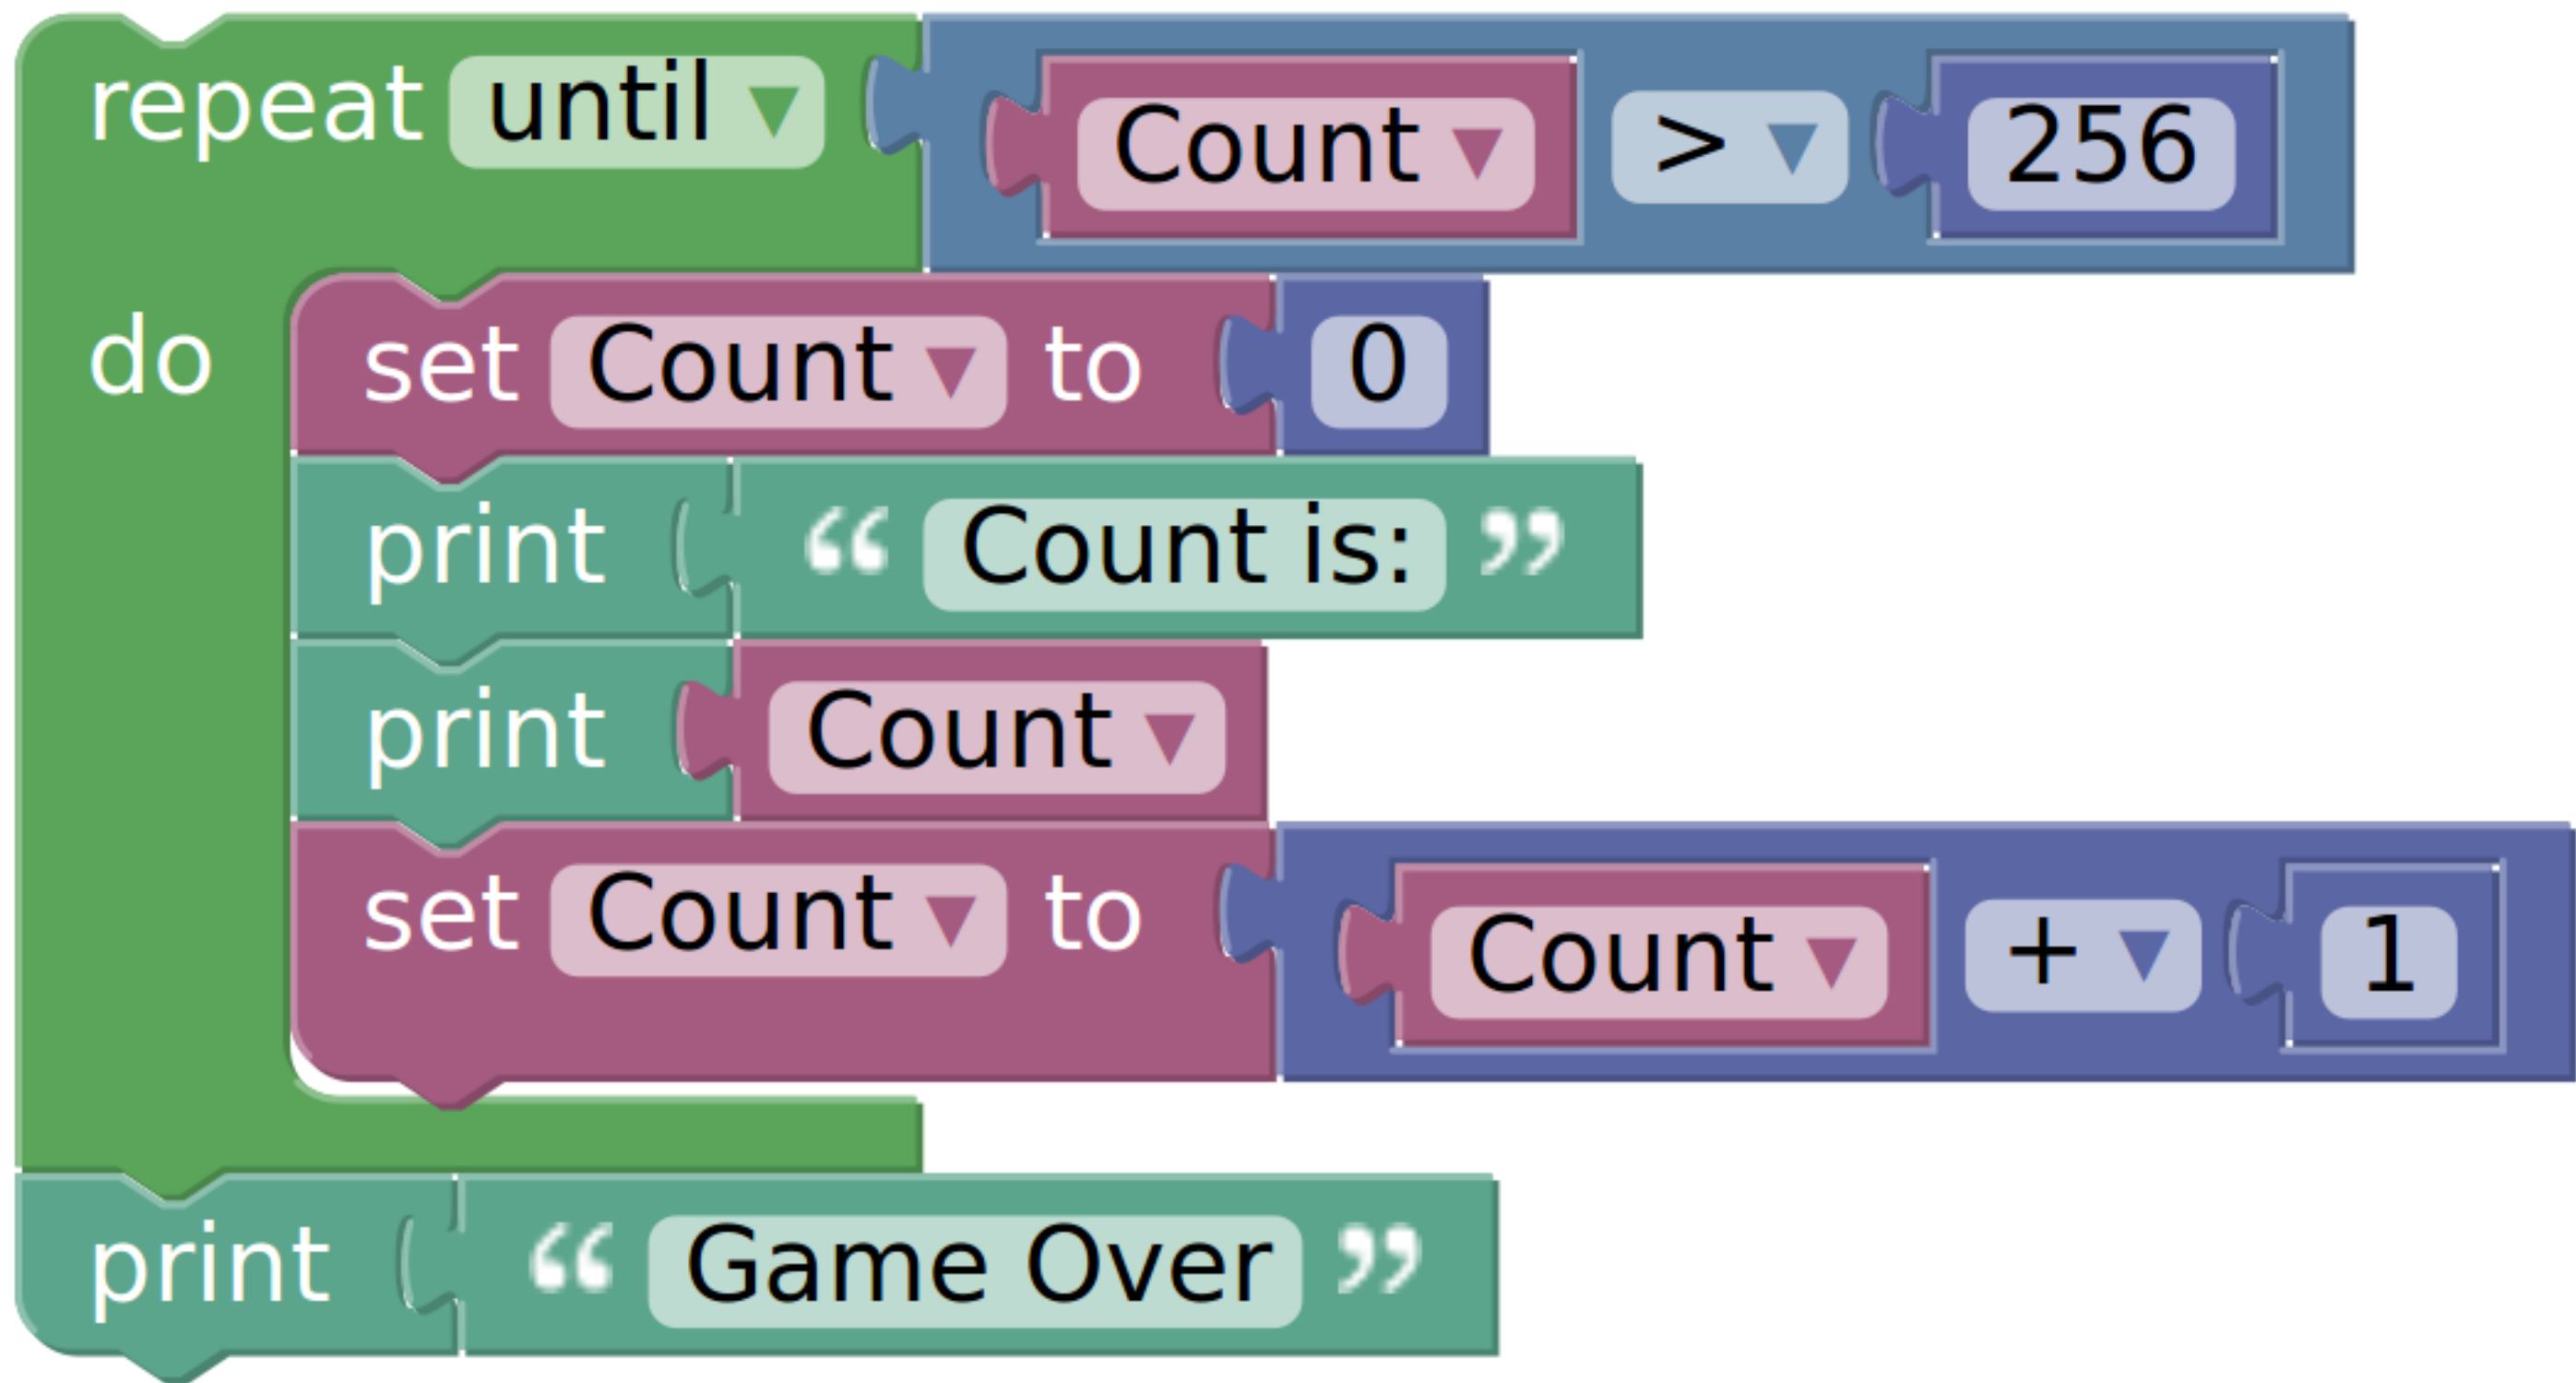 repeat until Count > 256
do set Count to 0
print “ Count is: ”
print Count
set Count to Count + 1
print “ Game Over ”